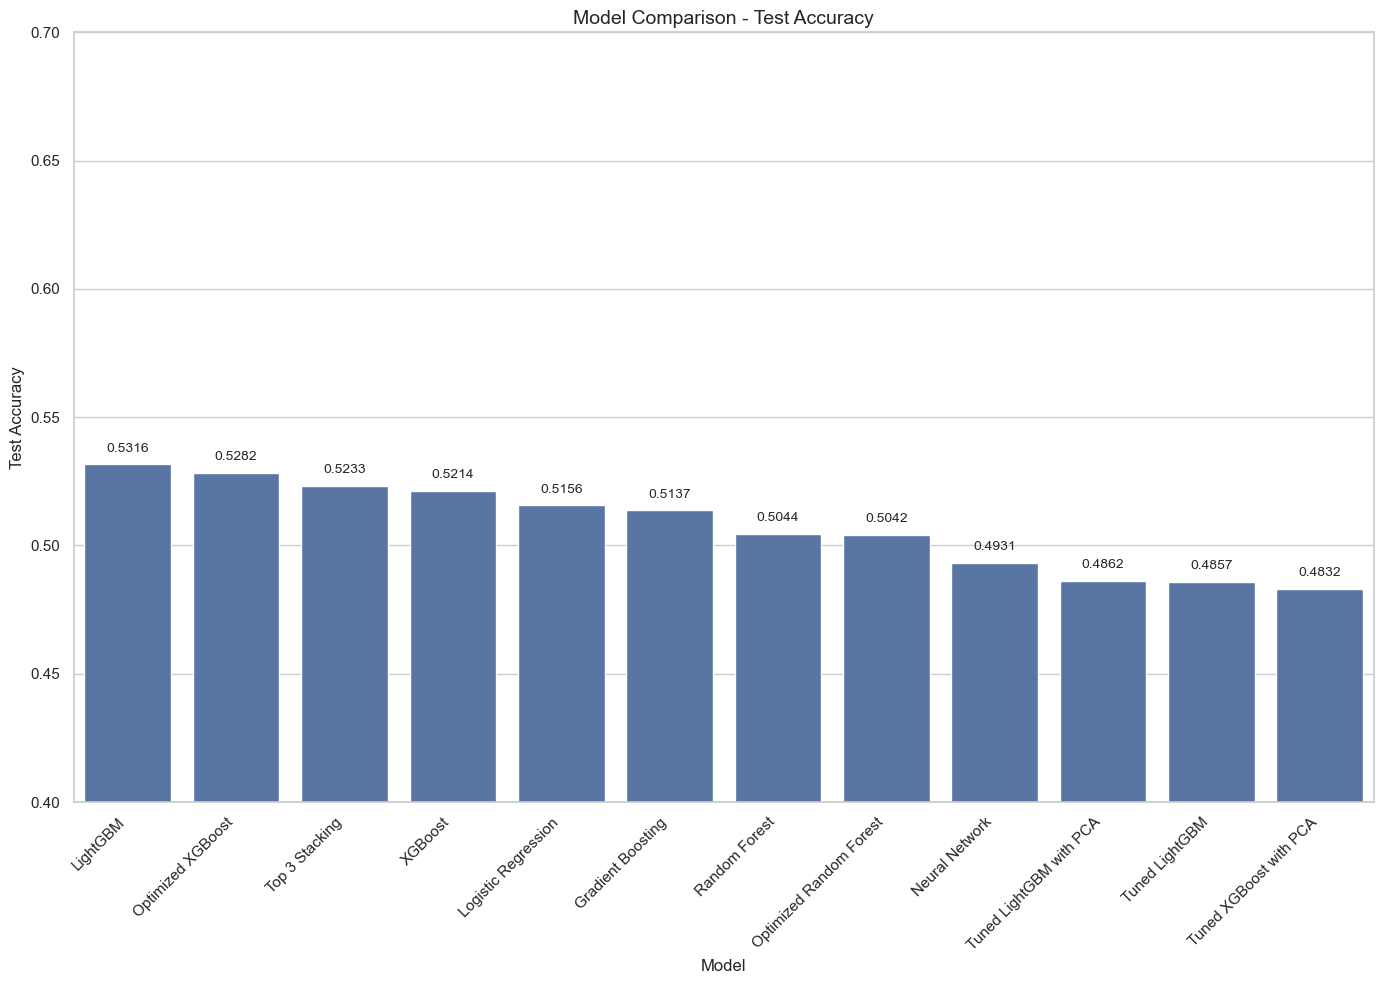 Model Comparison - Test Accuracy
0.70
0.65
0.60
0.55
0.50
0.45
0.40
Test Accuracy
0.5316
0.5282
0.5233
0.5214
0.5156
0.5137
0.5044
0.5042
0.4931
0.4862
0.4857
0.4832
LightGBM
Optimized XGBoost
Top 3 Stacking
XGBoost
Logistic Regression
Gradient Boosting
Random Forest
Optimized Random Forest
Neural Network
Tuned LightGBM with PCA
Tuned LightGBM
Tuned XGBoost with PCA
Model